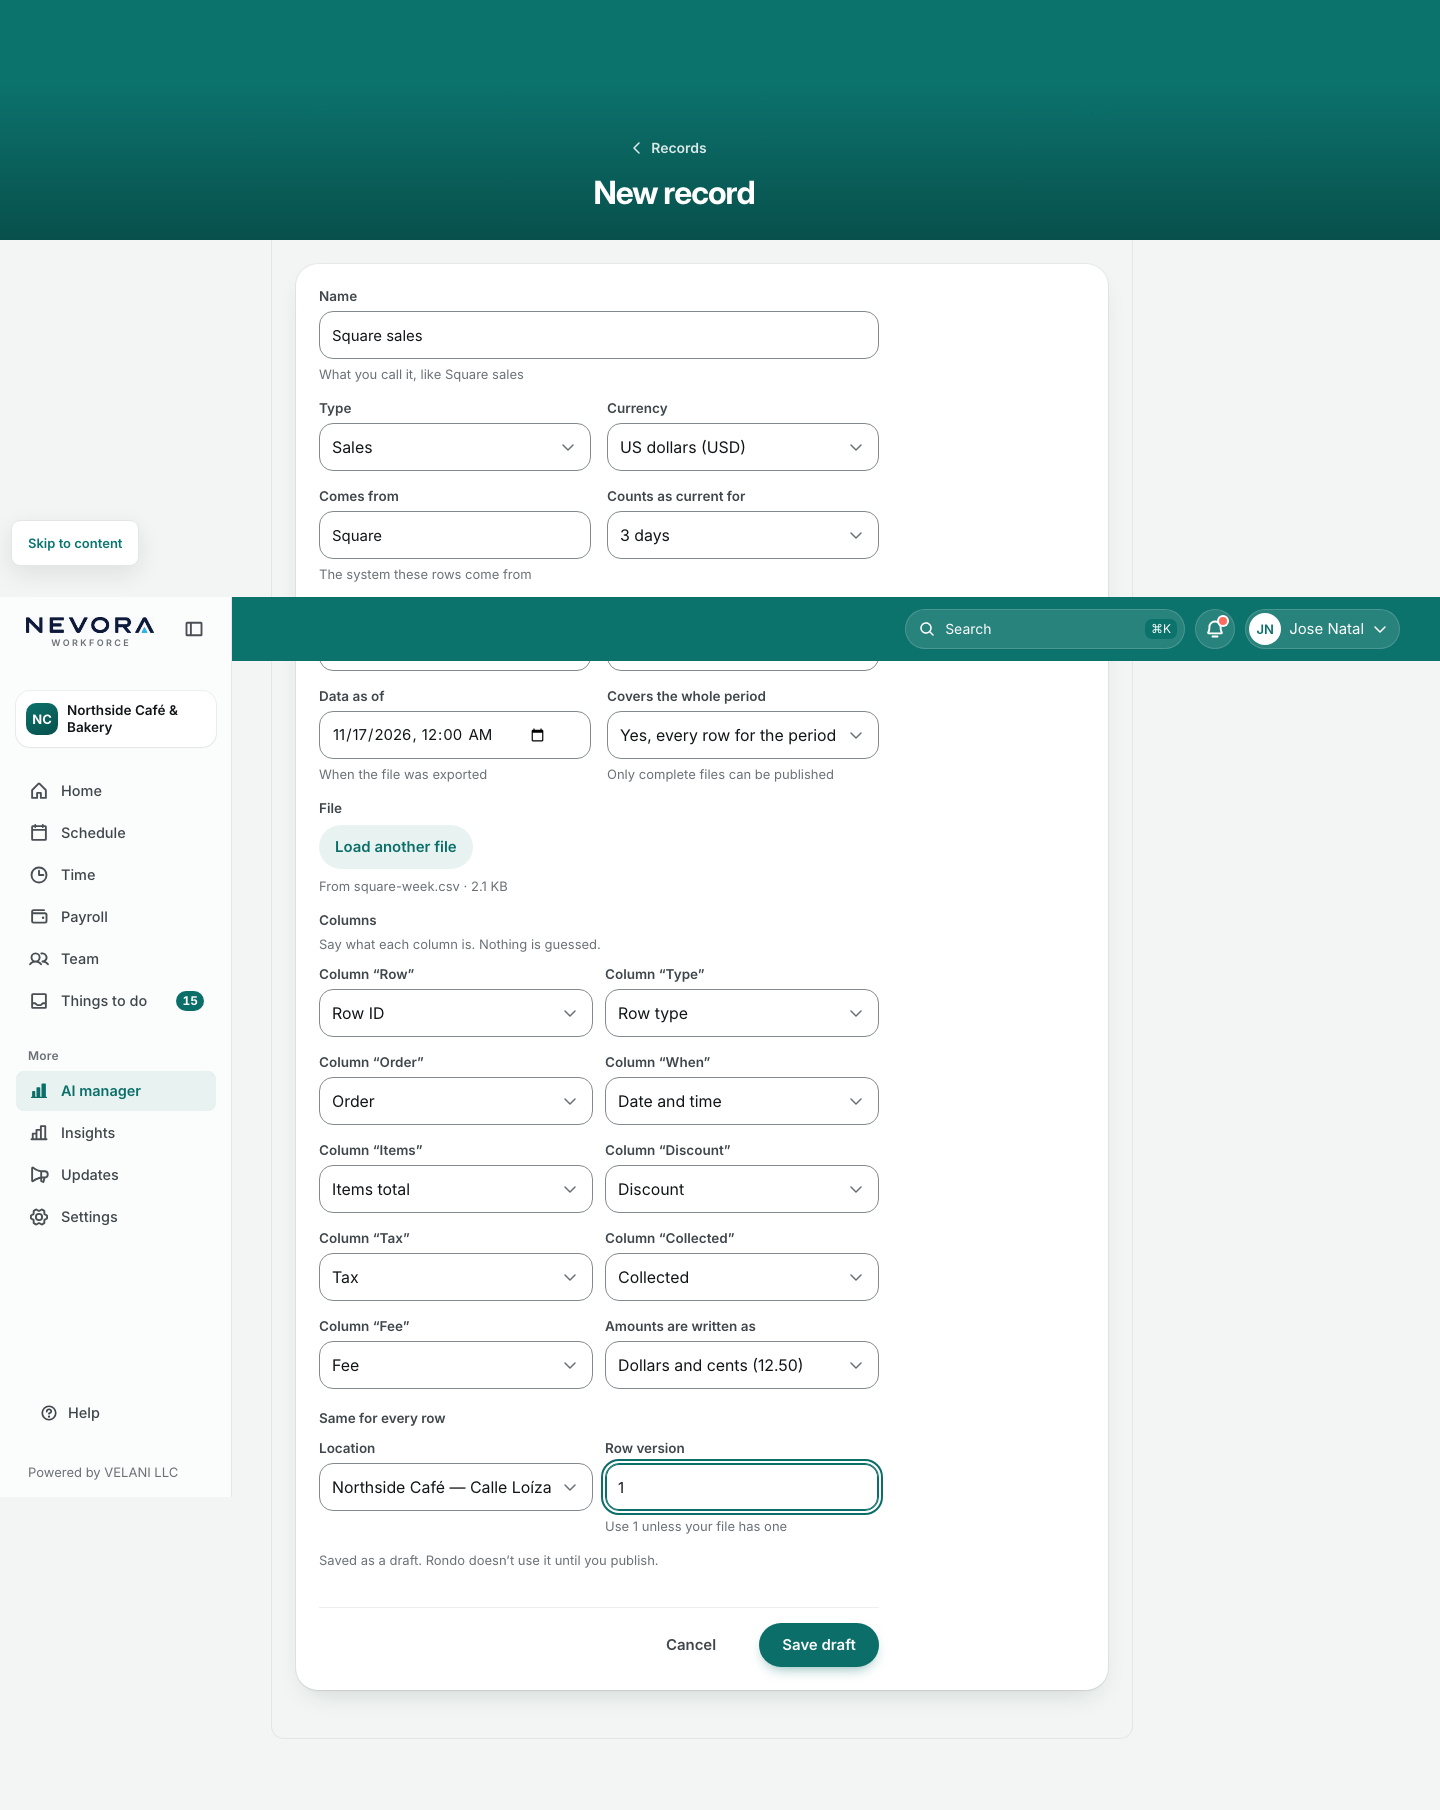 Records
New record
Name
Square sales
What you call it, like Square sales
Type
Currency
Sales
US dollars (USD)
Comes from
Counts as current for
Square
3 days
The system these rows come from
Skip to content
NEVORA
WORKFORCE
Search
⌘K
JN
Jose Natal
NC
Northside Café &
Bakery
Home
Schedule
Time
Payroll
Team
Things to do
15
More
AI manager
Insights
Updates
Settings
Help
Powered by VELANI LLC
Data as of
Covers the whole period
11/17/2026, 12:00 AM
Yes, every row for the period
When the file was exported
Only complete files can be published
File
Load another file
From square-week.csv · 2.1 KB
Columns
Say what each column is. Nothing is guessed.
Column “Row”
Column “Type”
Row ID
Row type
Column “Order”
Column “When”
Order
Date and time
Column “Items”
Column “Discount”
Items total
Discount
Column “Tax”
Column “Collected”
Tax
Collected
Column “Fee”
Amounts are written as
Fee
Dollars and cents (12.50)
Same for every row
Location
Row version
Northside Café — Calle Loíza
1
Use 1 unless your file has one
Saved as a draft. Rondo doesn’t use it until you publish.
Cancel
Save draft